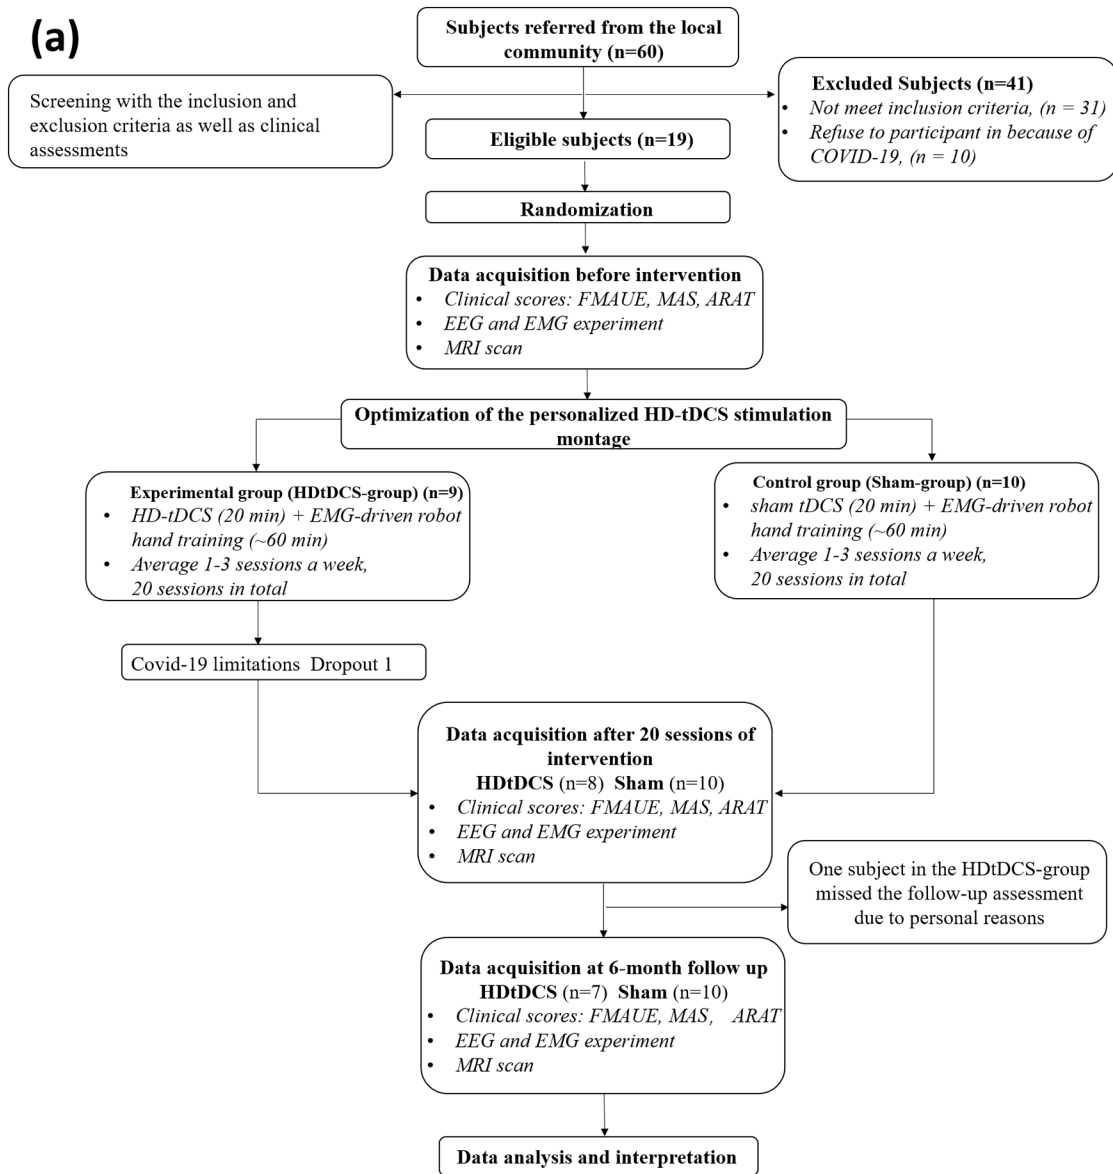 (a)
Subjects referred from the local
community (n=60)
Screening with the inclusion and
exclusion criteria as well as clinical
assessments
Excluded Subjects (n=41)
• Not meet inclusion criteria, (n = 31)
• Refuse to participant in because of
COVID-19, (n = 10)
Eligible subjects (n=19)
Randomization
Data acquisition before intervention
• Clinical scores: FMAUE, MAS, ARAT
• EEG and EMG experiment
• MRI scan
Optimization of the personalized HD-tDCS stimulation
montage
Experimental group (HDtDCS-group) (n=9)
• HD-tDCS (20 min) + EMG-driven robot
hand training (~60 min)
• Average 1-3 sessions a week,
20 sessions in total
Control group (Sham-group) (n=10)
• sham tDCS (20 min) + EMG-driven robot
hand training (~60 min)
• Average 1-3 sessions a week,
20 sessions in total
Covid-19 limitations Dropout 1
Data acquisition after 20 sessions of
intervention
HDtDCS (n=8) Sham (n=10)
• Clinical scores: FMAUE, MAS, ARAT
• EEG and EMG experiment
• MRI scan
One subject in the HDtDCS-group
missed the follow-up assessment
due to personal reasons
Data acquisition at 6-month follow up
HDtDCS (n=7) Sham (n=10)
• Clinical scores: FMAUE, MAS, ARAT
• EEG and EMG experiment
• MRI scan
Data analysis and interpretation